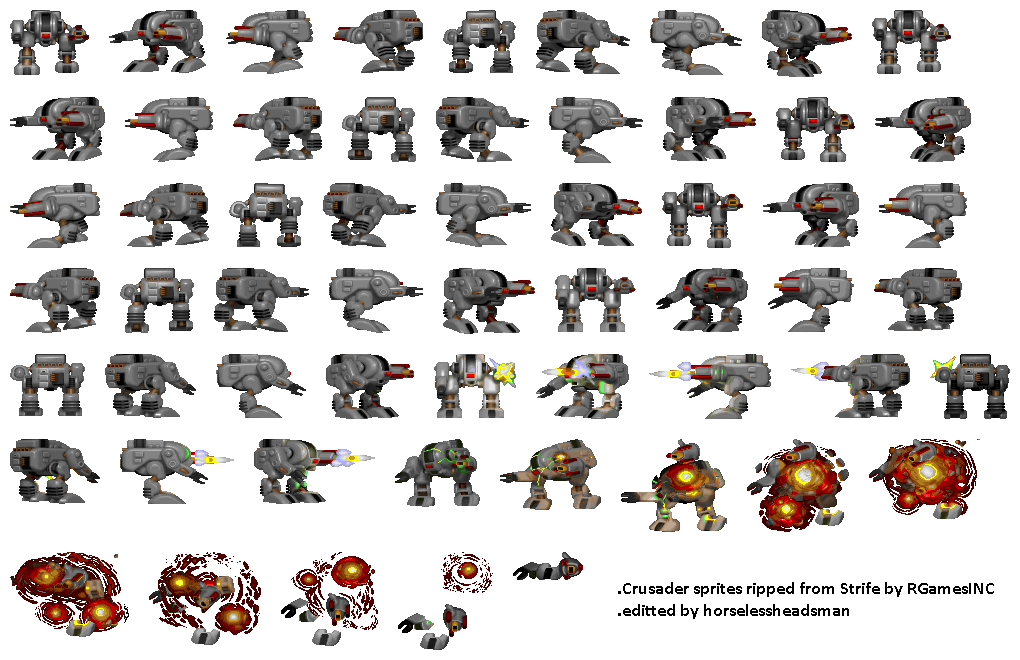 .Crusader sprites ripped from Strife by RGamesINC
.editted by horselessheadsman